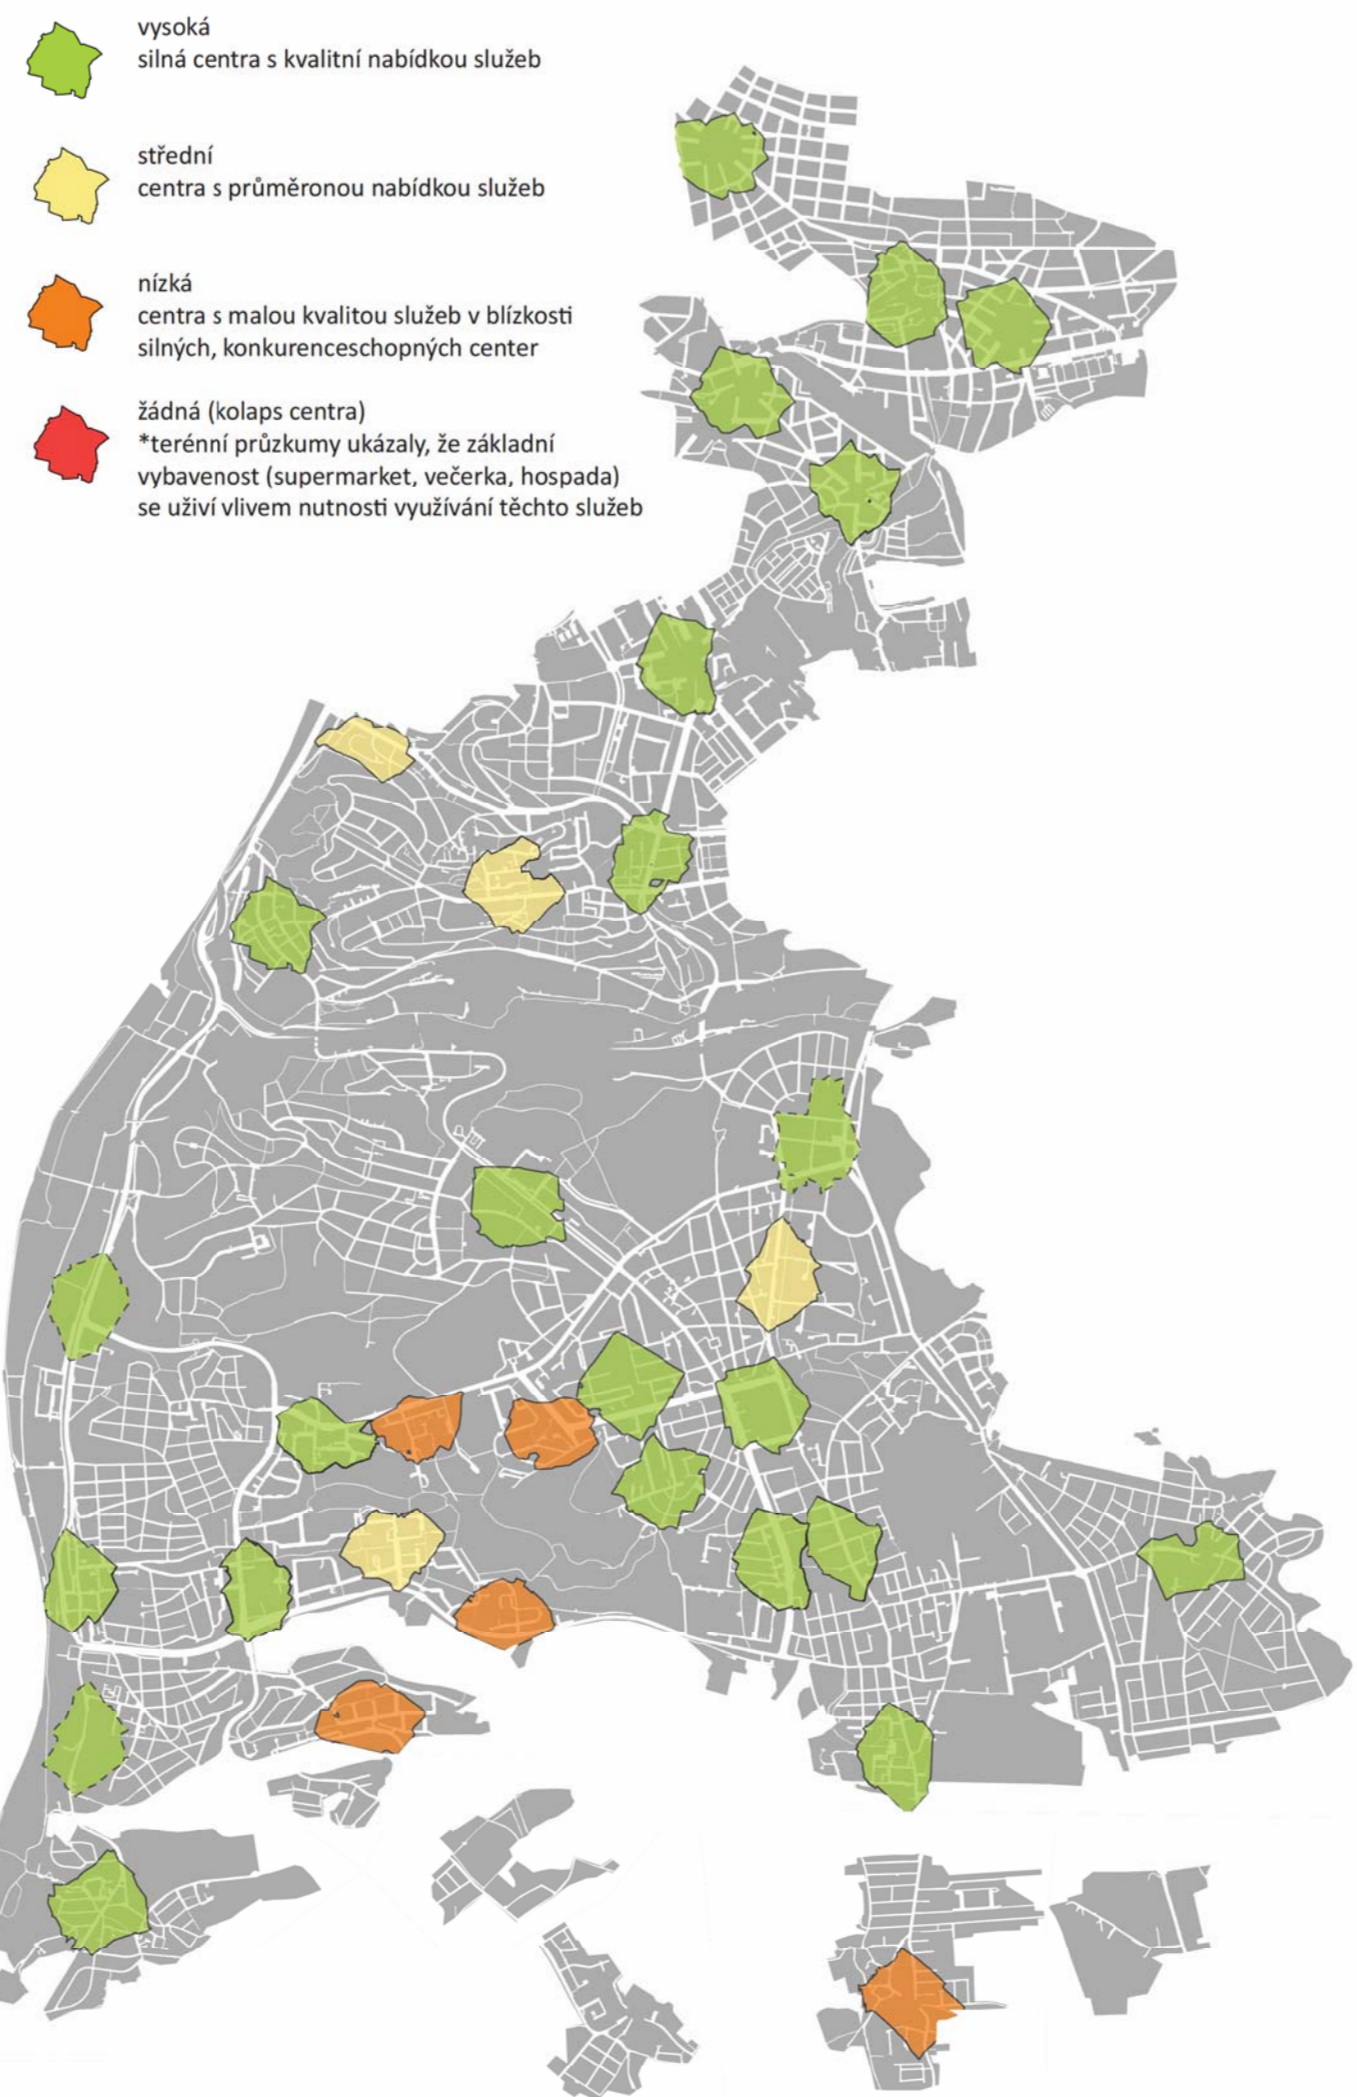 vysoká
silná centra s kvalitní nabídkou služeb
střední
centra s průměronou nabídkou služeb
nízká
centra s malou kvalitou služeb v blízkosti
silných, konkurenceschopných center
žádná (kolaps centra)
*terénní průzkumy ukázaly, že základní
vybavenost (supermarket, večerka, hospada)
se uživí vlivem nutnosti využívání těchto služeb